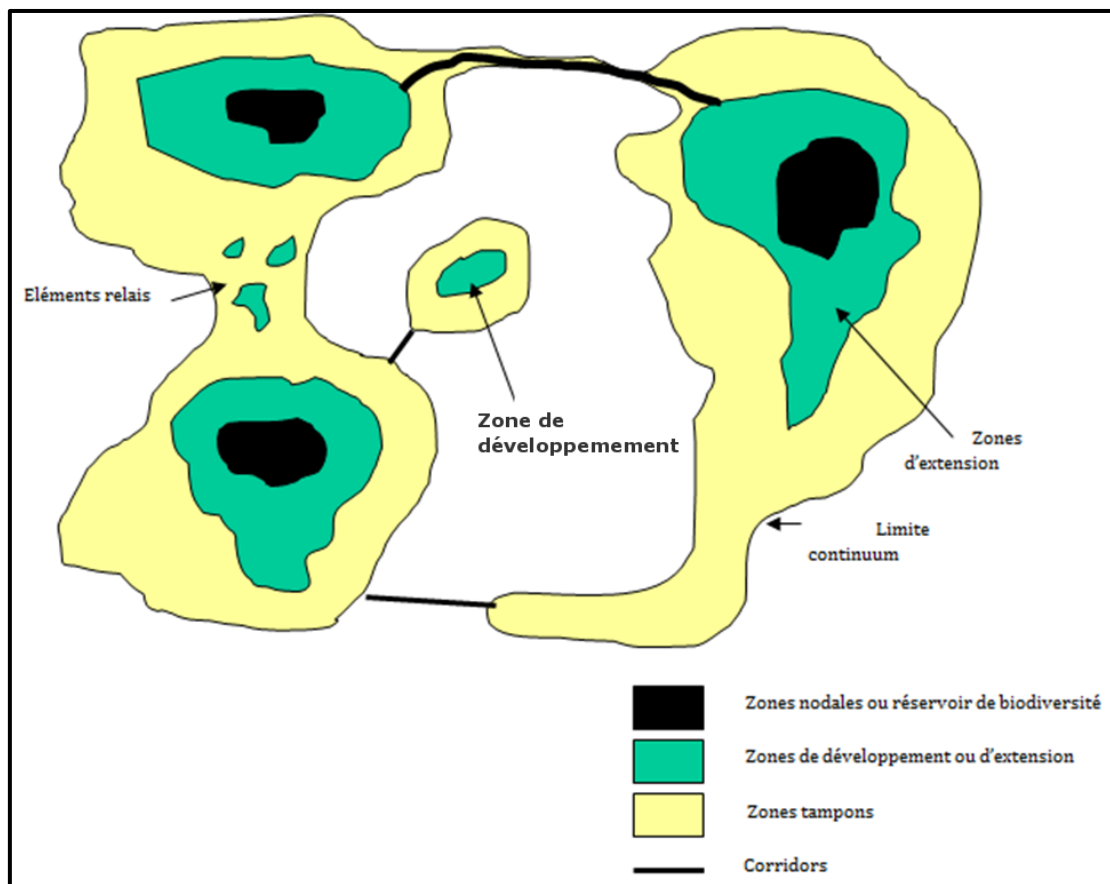 Eléments relais
Zone de
développemement
Zones
d'extension
Limite
continuum
Zones nodales ou réservoir de biodiversité
Zones de développement ou d'extension
Zones tampons
Corridors